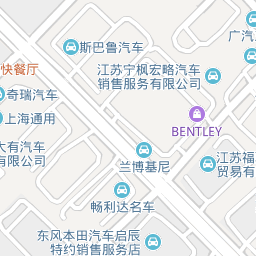 广汽
斯巴鲁汽车
快餐厅
江苏宁枫宏略汽车
销售服务有限公司
奇瑞汽车
上海通用
BENTLEY
大有汽车
有限公司
兰博基尼
江苏福
贸易有
畅利达名车
东风本田汽车启辰
特约销售服务店